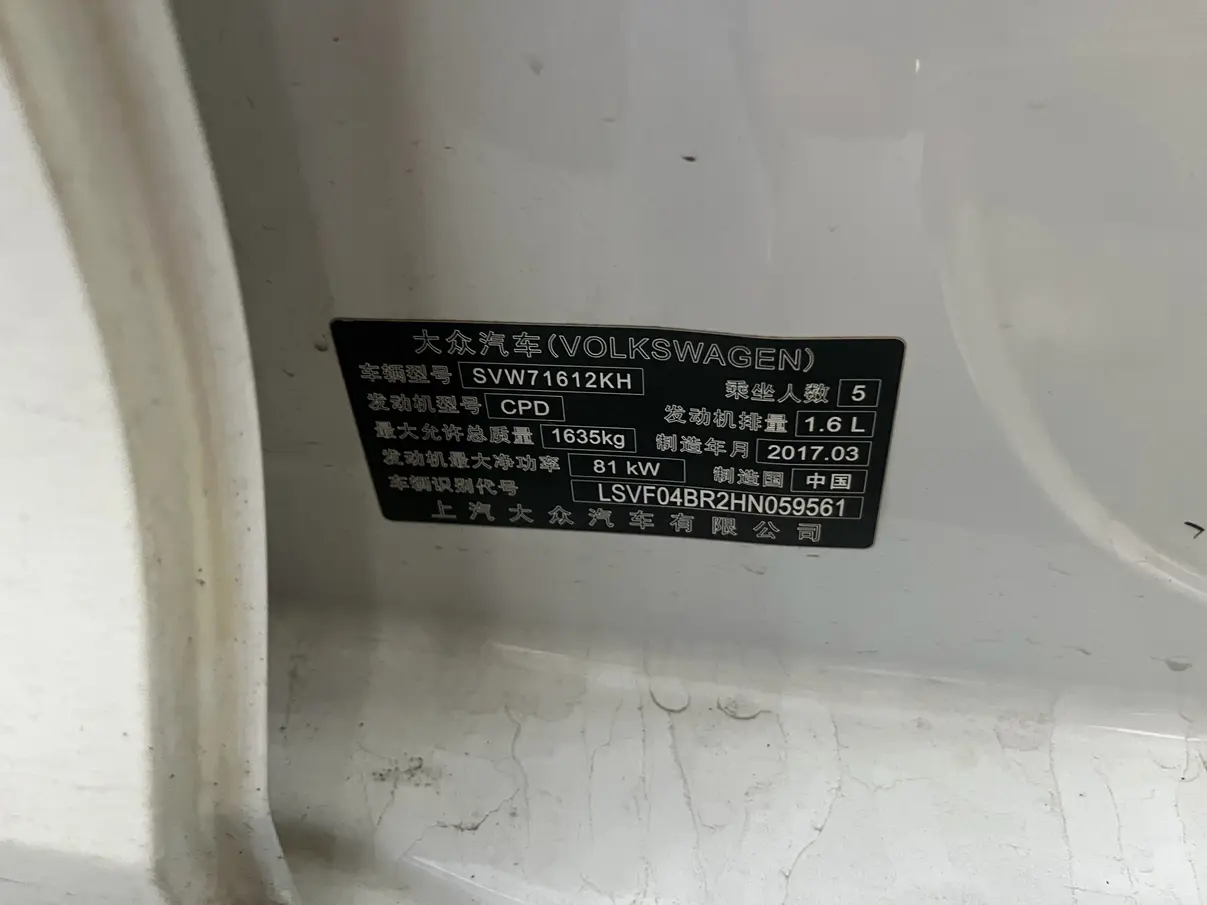 大众汽车(VOLKSWAGEN)
车辆型号 SVW71612KH 乘坐人数 5
发动机型号 CPD 发动机排量 1.6 L
最大允许总质量 1635kg 制造年月 2017.03
发动机最大净功率 81 kW 制造国 中国
车辆识别代号 LSVF04BR2HN059561
上汽大众汽车有限公司